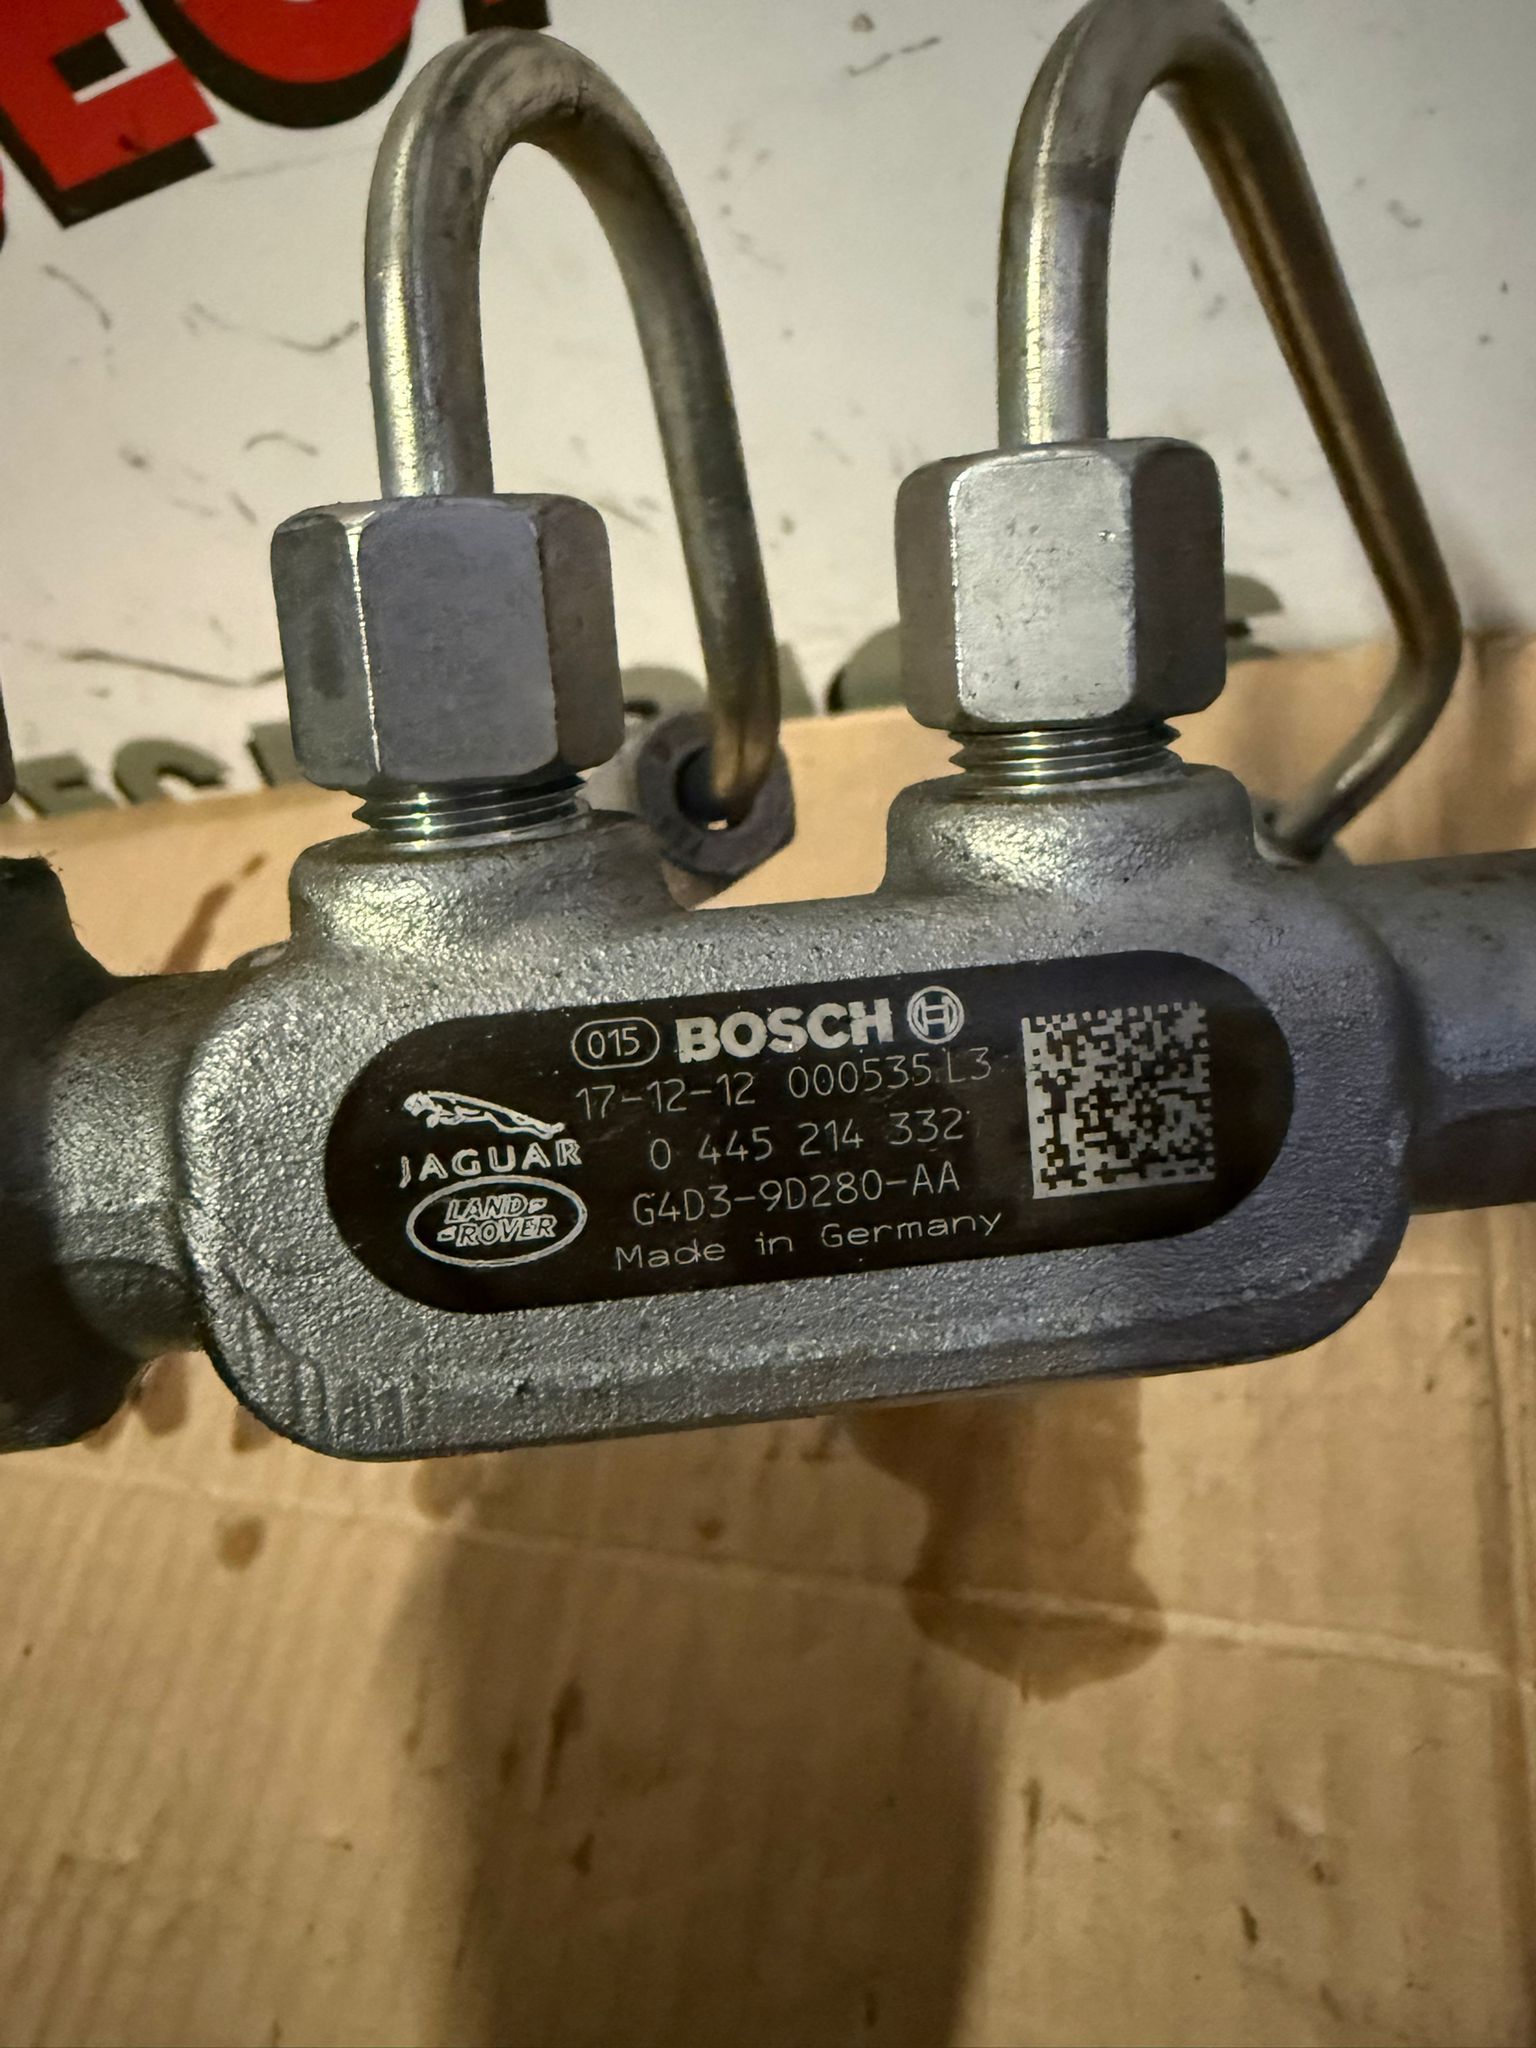 015 BOSCH
17-12-12 000535 L3
0 445 214 332
G4D3-9D280-AA
Made in Germany
JAGUAR
LAND-
-ROVER